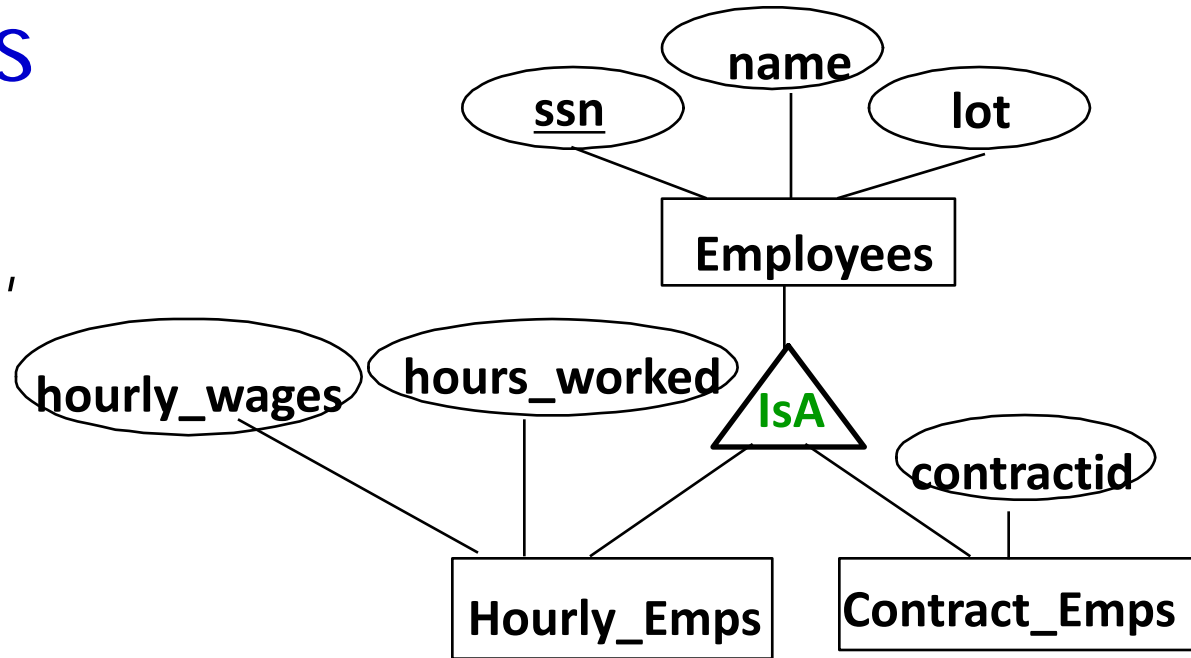 s
name
ssn
lot
Employees
,
hourly_wages
hours_worked
IsA
contractid
Hourly_Emps
Contract_Emps